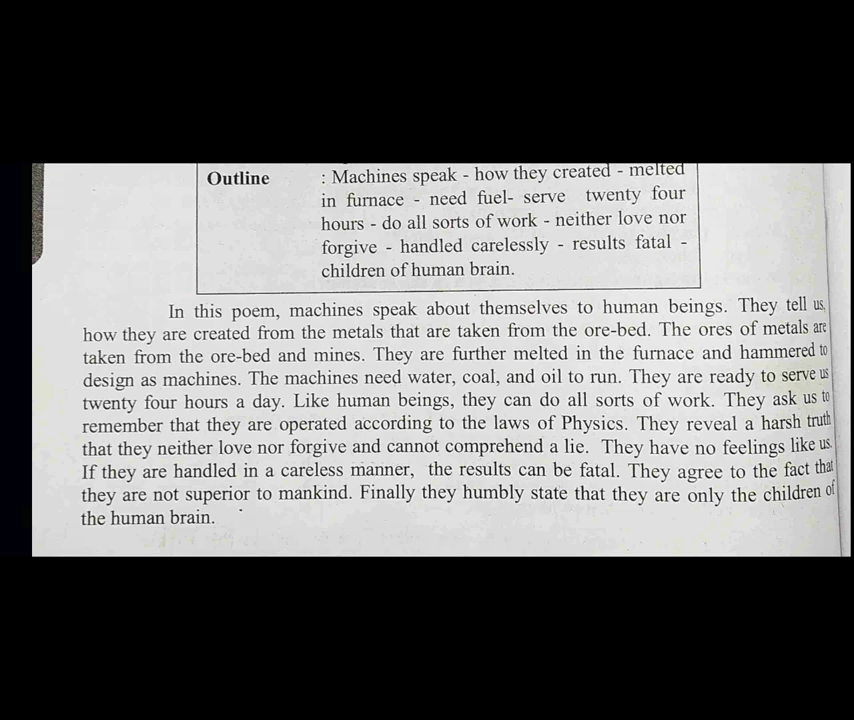 Outline : Machines speak - how they created - melted
in furnace - need fuel- serve twenty four
hours - do all sorts of work - neither love nor
forgive - handled carelessly - results fatal -
children of human brain.
In this poem, machines speak about themselves to human beings. They tell us,
how they are created from the metals that are taken from the ore-bed. The ores of metals are
taken from the ore-bed and mines. They are further melted in the furnace and hammered to
design as machines. The machines need water, coal, and oil to run. They are ready to serve us
twenty four hours a day. Like human beings, they can do all sorts of work. They ask us to
remember that they are operated according to the laws of Physics. They reveal a harsh truth
that they neither love nor forgive and cannot comprehend a lie. They have no feelings like us.
If they are handled in a careless manner, the results can be fatal. They agree to the fact that
they are not superior to mankind. Finally they humbly state that they are only the children of
the human brain.